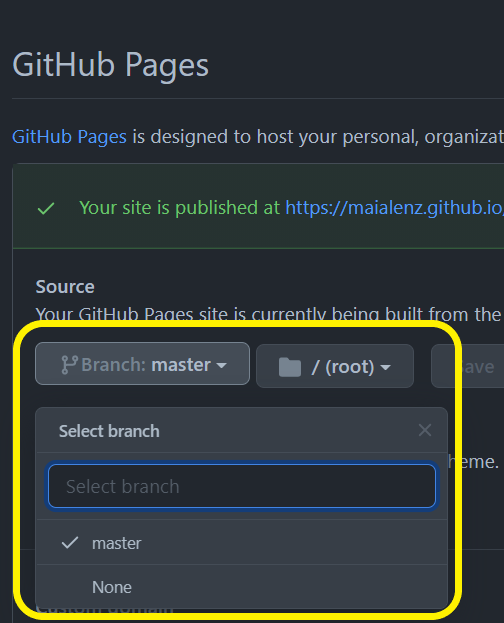 GitHub Pages
GitHub Pages is designed to host your personal, organizat
Your site is published at https://maialenz.github.io,
Source
Your GitHub Pages site is currently being built from the
Branch: master
/ (root)
Save
Select branch
heme.
Select branch
master
None
Custom domain